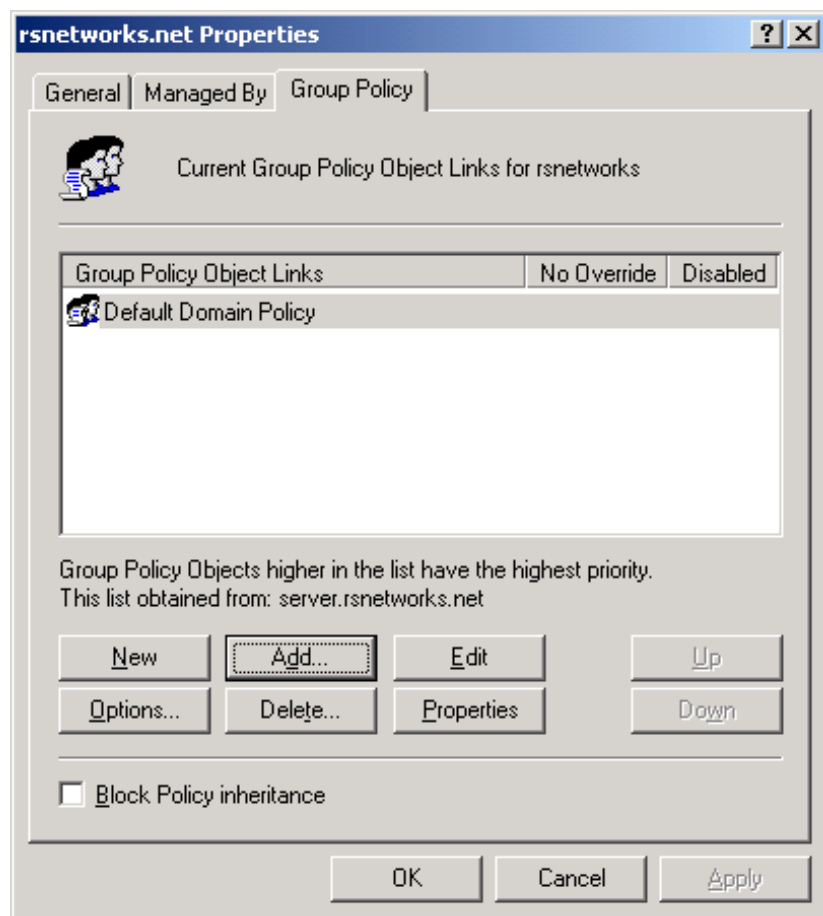 rsnetworks.net Properties
General Managed By Group Policy
Current Group Policy Object Links for rsnetworks
Group Policy Object Links No Override Disabled
Default Domain Policy
Group Policy Objects higher in the list have the highest priority.
This list obtained from: server.rsnetworks.net
New Add... Edit Up
Options... Delete... Properties Down
Block Policy inheritance
OK Cancel Apply